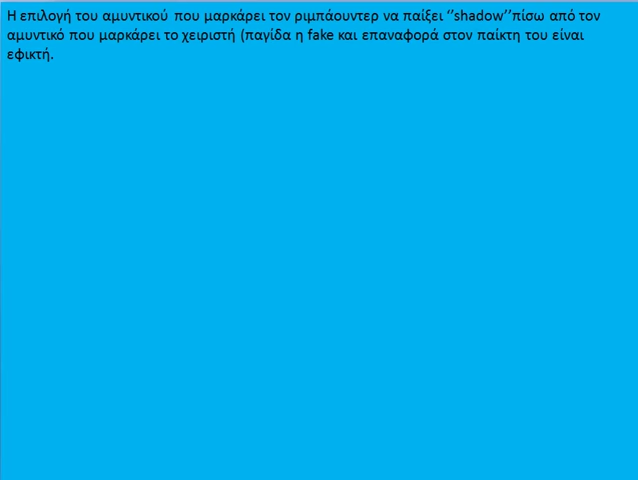 Η επιλογή του αμυντικού που μαρκάρει τον ριμπάουντερ να παίξει ‘’shadow’’πίσω από τον
αμυντικό που μαρκάρει το χειριστή (παγίδα η fake και επαναφορά στον παίκτη του είναι
εφικτή.